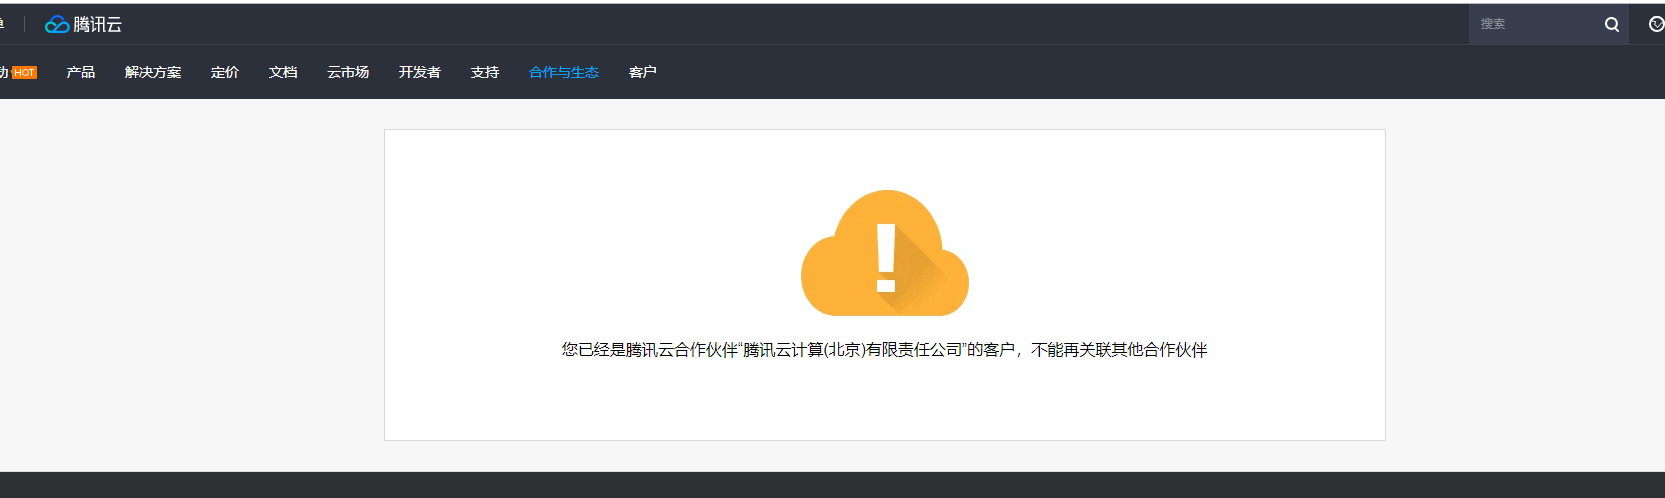 腾讯云
搜索
HOT 产品 解决方案 定价 文档 云市场 开发者 支持 合作与生态 客户
!
您已经是腾讯云合作伙伴“腾讯云计算(北京)有限责任公司”的客户，不能再关联其他合作伙伴